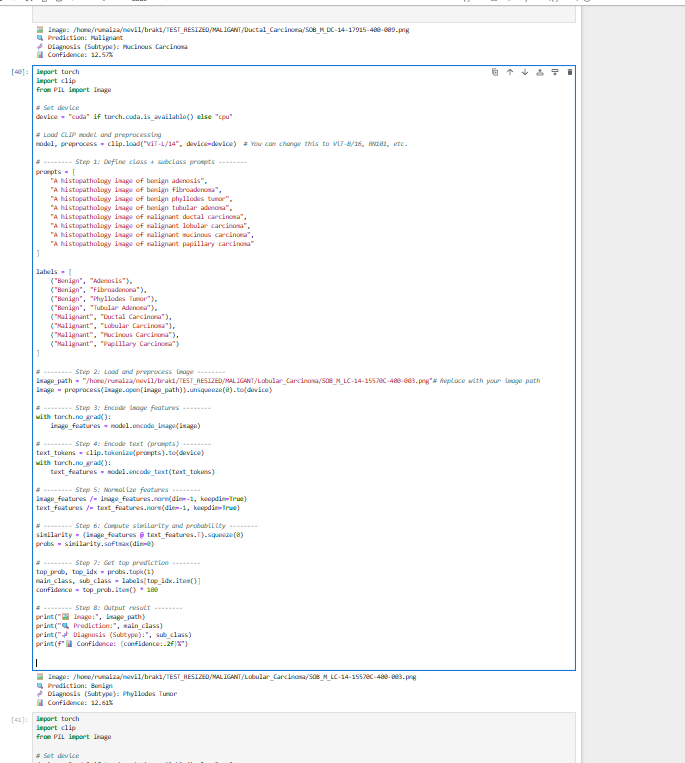 Image: /home/rumaiza/nevil/brak1/TEST_RESIZED/MALIGANT/Ductal_Carcinoma/SOB_M_DC-14-17915-400-009.png
Prediction: Malignant
Diagnosis (Subtype): Mucinous Carcinoma
Confidence: 12.57%
[40]:
import torch
import clip
from PIL import Image
# Set device
device = "cuda" if torch.cuda.is_available() else "cpu"
# Load CLIP model and preprocessing
model, preprocess = clip.load("ViT-L/14", device=device)  # You can change this to ViT-B/16, RN101, etc.
# -------- Step 1: Define class + subclass prompts --------
prompts = [
"A histopathology image of benign adenosis",
"A histopathology image of benign fibroadenoma",
"A histopathology image of benign phyllodes tumor",
"A histopathology image of benign tubular adenoma",
"A histopathology image of malignant ductal carcinoma",
"A histopathology image of malignant lobular carcinoma",
"A histopathology image of malignant mucinous carcinoma",
"A histopathology image of malignant papillary carcinoma"
]
labels = [
("Benign", "Adenosis"),
("Benign", "Fibroadenoma"),
("Benign", "Phyllodes Tumor"),
("Benign", "Tubular Adenoma"),
("Malignant", "Ductal Carcinoma"),
("Malignant", "Lobular Carcinoma"),
("Malignant", "Mucinous Carcinoma"),
("Malignant", "Papillary Carcinoma")
]
# -------- Step 2: Load and preprocess image --------
image_path = "/home/rumaiza/nevil/brak1/TEST_RESIZED/MALIGANT/Lobular_Carcinoma/SOB_M_LC-14-15570C-400-003.png"# Replace with your image path
image = preprocess(Image.open(image_path)).unsqueeze(0).to(device)
# -------- Step 3: Encode image features --------
with torch.no_grad():
image_features = model.encode_image(image)
# -------- Step 4: Encode text (prompts) --------
text_tokens = clip.tokenize(prompts).to(device)
with torch.no_grad():
text_features = model.encode_text(text_tokens)
# -------- Step 5: Normalize features --------
image_features /= image_features.norm(dim=-1, keepdim=True)
text_features /= text_features.norm(dim=-1, keepdim=True)
# -------- Step 6: Compute similarity and probability --------
similarity = (image_features @ text_features.T).squeeze(0)
probs = similarity.softmax(dim=0)
# -------- Step 7: Get top prediction --------
top_prob, top_idx = probs.topk(1)
main_class, sub_class = labels[top_idx.item()]
confidence = top_prob.item() * 100
# -------- Step 8: Output result --------
print("🖼 Image:", image_path)
print("🔍 Prediction:", main_class)
print("🧬 Diagnosis (Subtype):", sub_class)
print(f"📊 Confidence: {confidence:.2f}%")
Image: /home/rumaiza/nevil/brak1/TEST_RESIZED/MALIGANT/Lobular_Carcinoma/SOB_M_LC-14-15570C-400-003.png
Prediction: Benign
Diagnosis (Subtype): Phyllodes Tumor
Confidence: 12.61%
[41]:
import torch
import clip
from PIL import Image
# Set device